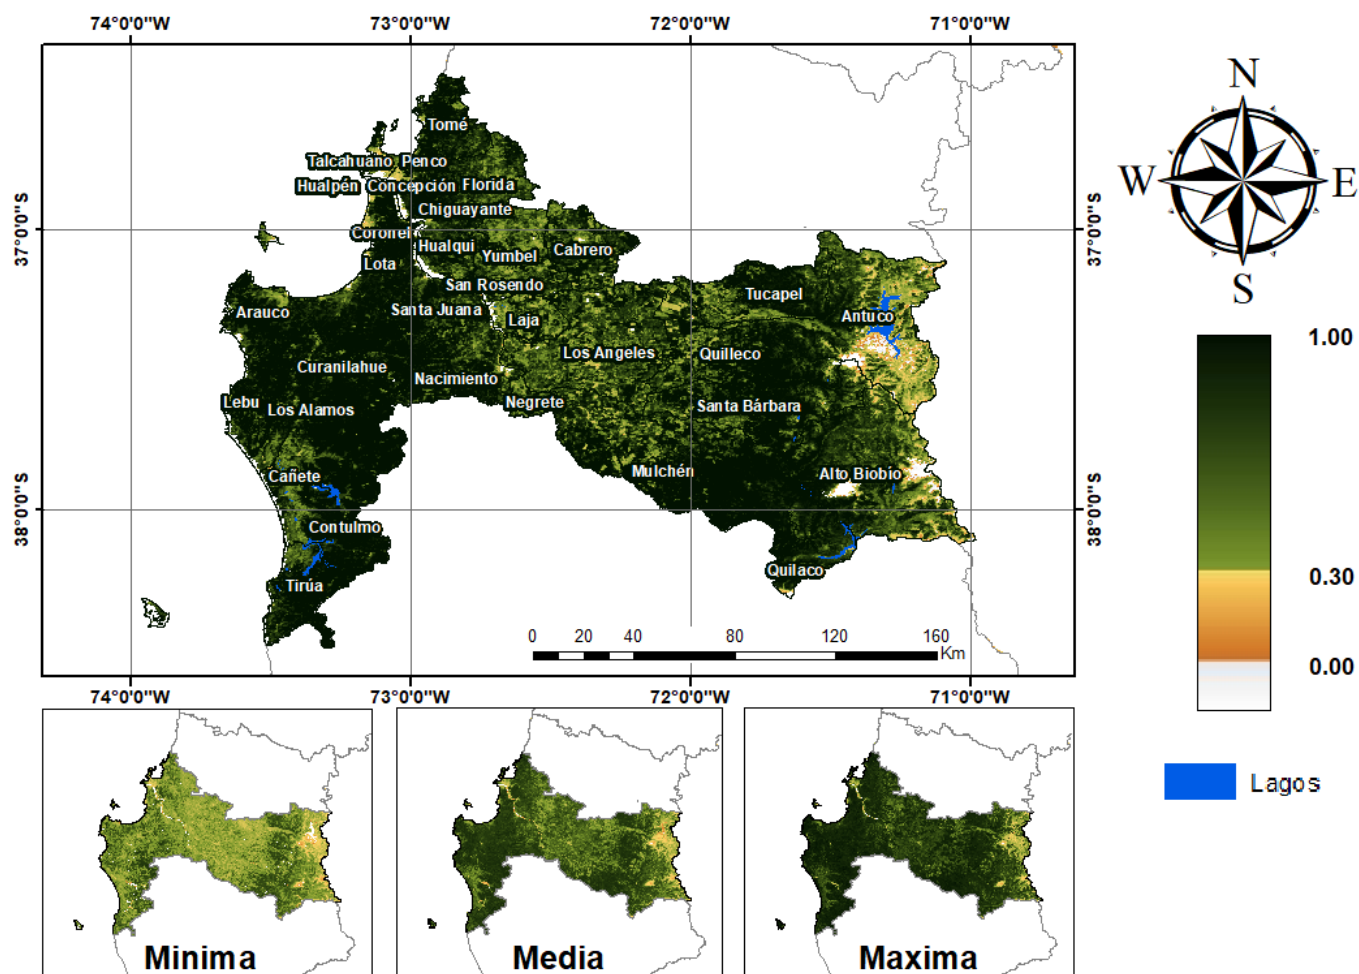 74°0'0"W 73°0'0"W 72°0'0"W 71°0'0"W
N
W E
S
37°0'0"S 37°0'0"S
38°0'0"S 38°0'0"S
Tomé
Talcahuano Penco
Hualpén Concepción Florida
Chiguayante
Coronel
Hualqui
Yumbel
Cabrero
Lota
San Rosendo
Tucapel
Arauco
Santa Juana
Laja
Antuco
Los Angeles
Quilleco
Curanilahue
Nacimiento
Lebu
Los Alamos
Negrete
Santa Bárbara
Cañete
Mulchén
Alto Biobío
Contulmo
Quilaco
Tirúa
0 20 40 80 120 160
Km
74°0'0"W 73°0'0"W 72°0'0"W 71°0'0"W
1.00
0.30
0.00
Lagos
Minima
Media
Maxima